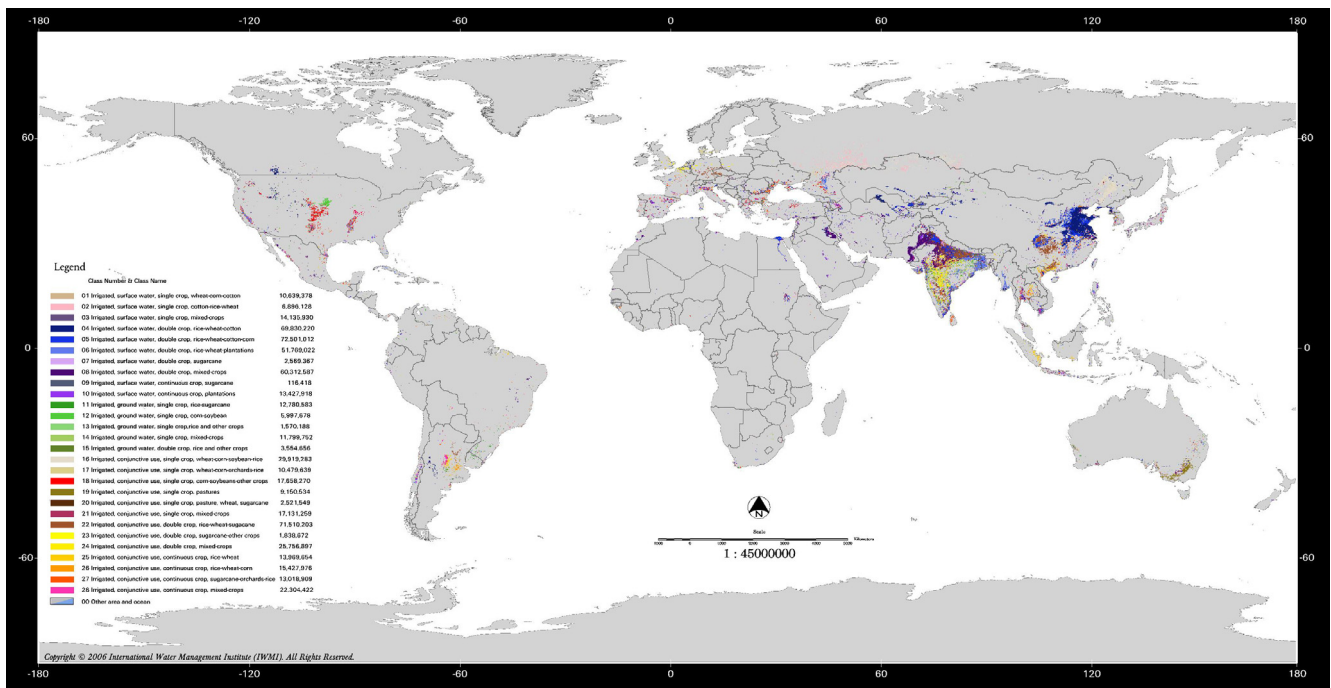 -180 -60 0 60 120 180
60 60
0 0
-60 -60
Legend
Class Number & Class Name
01 Irrigated, surface water, single crop, wheat-corn-cotton 10,639,378
02 Irrigated, surface water, single crop, cotton-rice-wheat 6,886,128
03 Irrigated, surface water, single crop, mixed-crops 14,135,930
04 Irrigated, surface water, double crop, rice-wheat-cotton 69,830,220
05 Irrigated, surface water, double crop, rice-wheat-cotton-corn 72,501,012
06 Irrigated, surface water, double crop, rice-wheat-plantations 51,769,022
07 Irrigated, surface water, double crop, sugarcane 2,569,367
08 Irrigated, surface water, double crop, mixed-crops 60,312,587
09 Irrigated, surface water, continuous crop, sugarcane 116,418
10 Irrigated, surface water, continuous crop, plantations 13,427,918
11 Irrigated, ground water, single crop, rice-sugarcane 12,780,583
12 Irrigated, ground water, single crop, corn-soybean 5,997,678
13 Irrigated, ground water, single crop,rice and other crops 1,570,188
14 Irrigated, ground water, single crop, mixed-crops 11,799,752
15 Irrigated, ground water, double crop, rice and other crops
16 Irrigated, conjunctive use, single crop, wheat-corn-soybean-rice
17 Irrigated, conjunctive use, single crop, wheat-corn-orchards-rice 10,479,639
18 Irrigated, conjunctive use, single crop, corn-soybeans-other crops 17,658,270
19 Irrigated, conjunctive use, single crop, pastures 9,150,534
20 Irrigated, conjunctive use, single crop, pasture, wheat, sugarcane 2,521,549
21 Irrigated, conjunctive use, single crop, mixed-crops 17,131,259
22 Irrigated, conjunctive use, double crop, rice-wheat-sugacane 71,510,203
23 Irrigated, conjunctive use, double crop, sugarcane-other crops 1,838,672
24 Irrigated, conjunctive use, double crop, mixed-crops 25,756,897
25 Irrigated, conjunctive use, continuous crop, rice-wheat 13,969,654
26 Irrigated, conjunctive use, continuous crop, rice-wheat-corn 15,427,976
27 Irrigated, conjunctive use, continuous crop, sugarcane-orchards-rice 13,018,909
28 Irrigated, conjunctive use, continuous crop, mixed-crops 22,304,422
00 Other area and ocean
N
Scale
Kilometers
1 : 45000000
Copyright © 2006 International Water Management Institute (IWMI). All Rights Reserved.
-180 -60 0 60 120 180